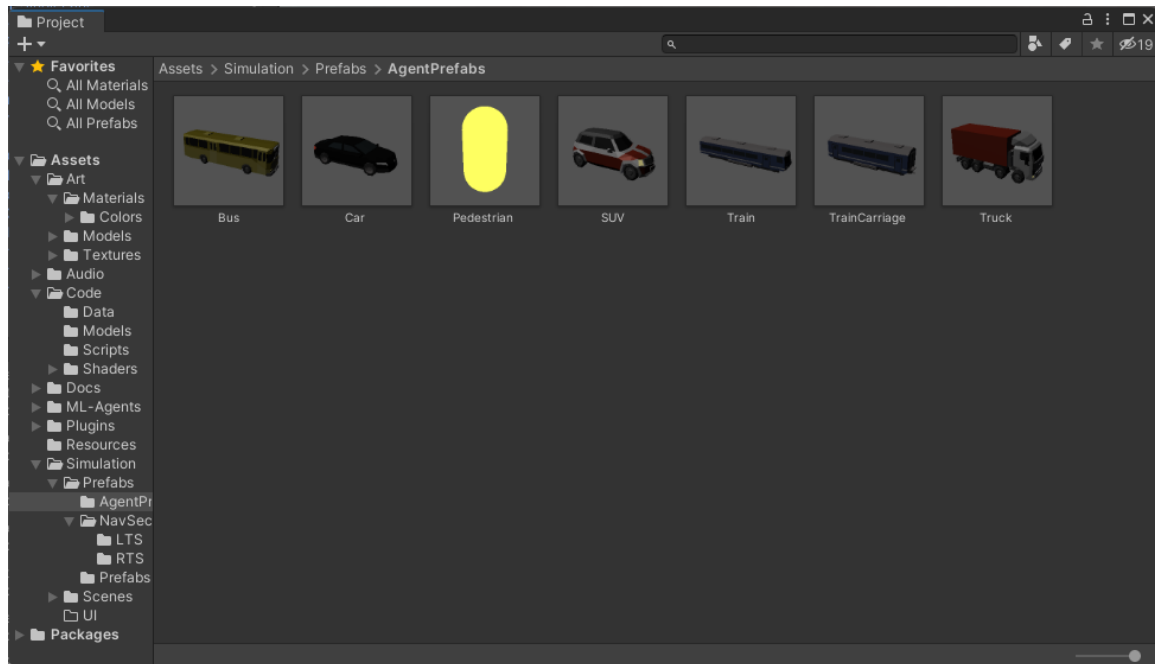 Project
19
Favorites
All Materials
All Models
All Prefabs
Assets
Art
Materials
Colors
Models
Textures
Audio
Code
Data
Models
Scripts
Shaders
Docs
ML-Agents
Plugins
Resources
Simulation
Prefabs
AgentPr
NavSec
LTS
RTS
Prefabs
Scenes
UI
Packages
Assets > Simulation > Prefabs > AgentPrefabs
Bus
Car
Pedestrian
SUV
Train
TrainCarriage
Truck